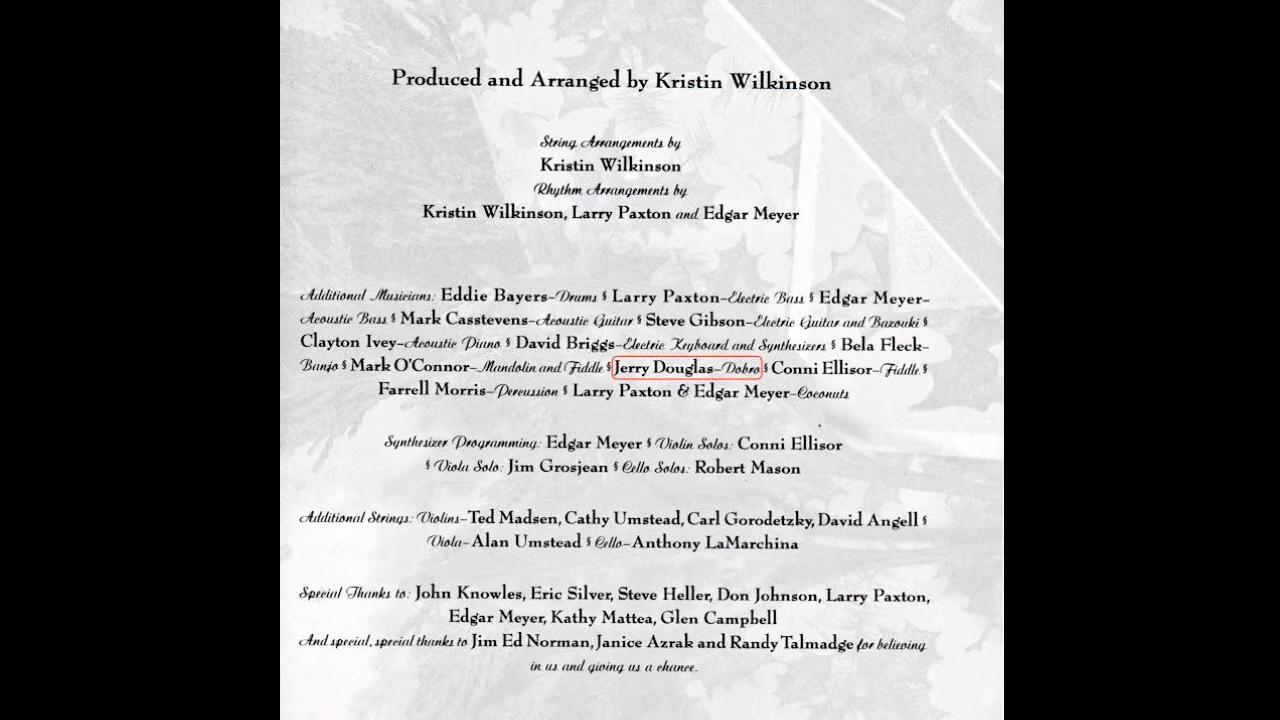 Produced and Arranged by Kristin Wilkinson
String Arrangements by
Kristin Wilkinson
Rhythm Arrangements by
Kristin Wilkinson, Larry Paxton and Edgar Meyer
Additional Musicians: Eddie Bayers–Drums § Larry Paxton–Electric Bass § Edgar Meyer–
Acoustic Bass § Mark Casstevens–Acoustic Guitar § Steve Gibson–Electric Guitar and Bazouki §
Clayton Ivey–Acoustic Piano § David Briggs–Electric Keyboard and Synthesizers § Bela Fleck–
Banjo § Mark O'Connor–Mandolin and Fiddle § Jerry Douglas–Dobro § Conni Ellisor–Fiddle §
Farrell Morris–Percussion § Larry Paxton & Edgar Meyer–Coconuts
Synthesizer Programming: Edgar Meyer § Violin Solos: Conni Ellisor
§ Viola Solo: Jim Grosjean § Cello Solos: Robert Mason
Additional Strings: Violins–Ted Madsen, Cathy Umstead, Carl Gorodetzky, David Angell §
Viola–Alan Umstead § Cello–Anthony LaMarchina
Special Thanks to: John Knowles, Eric Silver, Steve Heller, Don Johnson, Larry Paxton,
Edgar Meyer, Kathy Mattea, Glen Campbell
And special, special thanks to Jim Ed Norman, Janice Azrak and Randy Talmadge for believing
in us and giving us a chance.